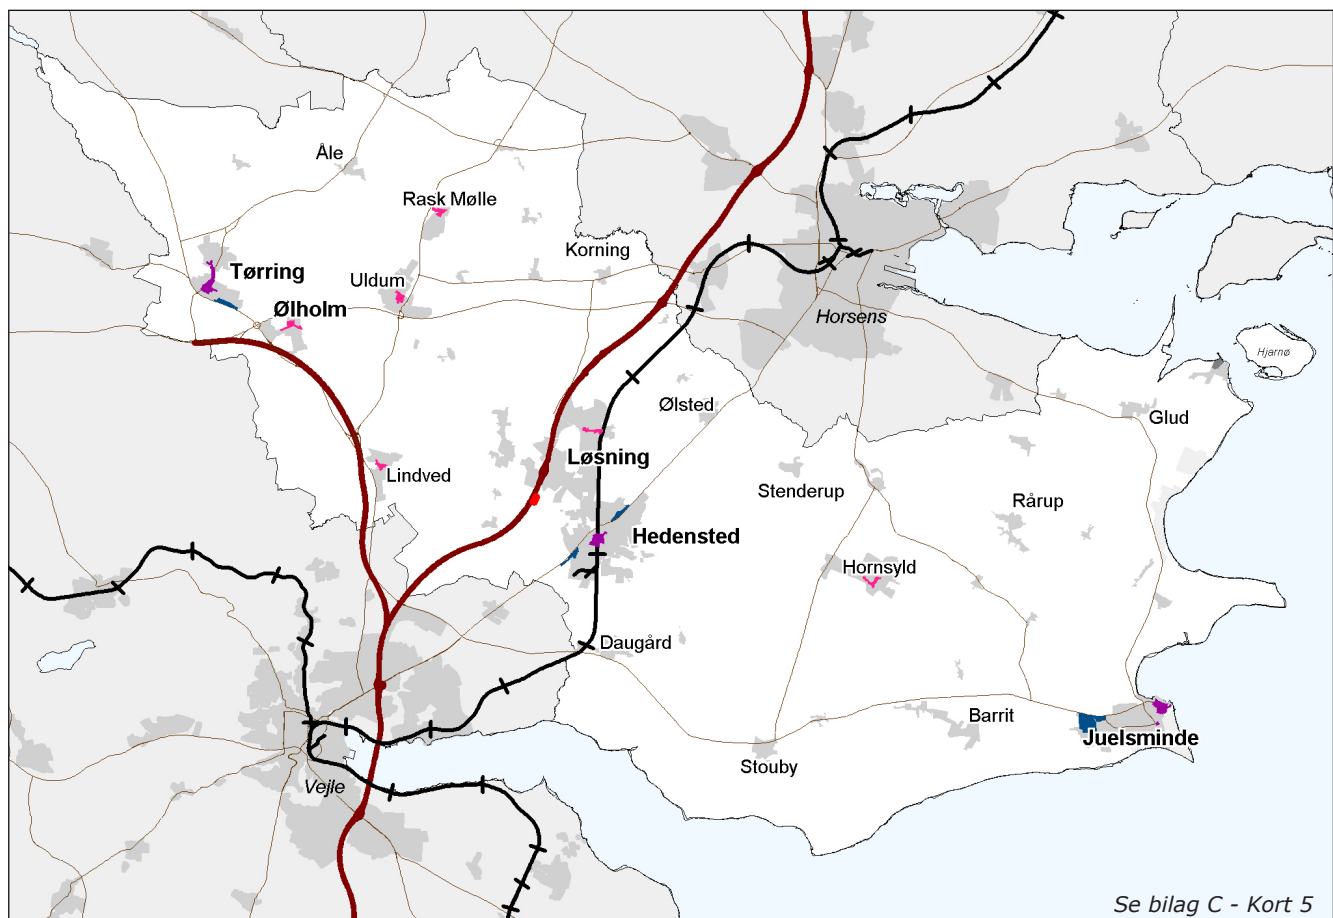 Åle
Rask Mølle
Korning
Tørring
Uldum
Ølholm
Horsens
Hjarnø
Ølsted
Glud
Løsning
Lindved
Stenderup
Rårup
Hedensted
Hornsyld
Daugård
Barrit
Juelsminde
Stouby
Vejle
Se bilag C - Kort 5